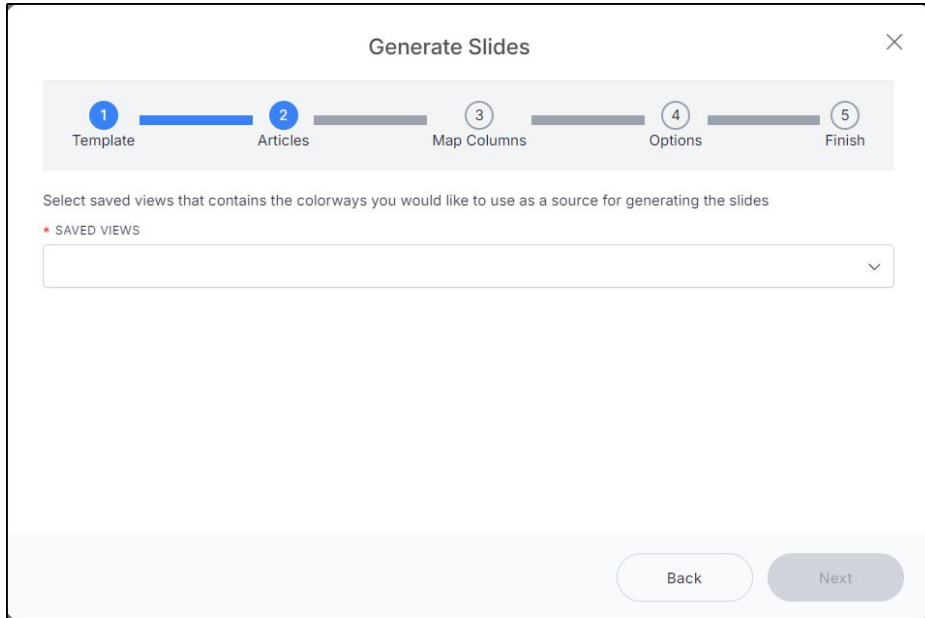 Generate Slides
1 2 3 4 5
Template Articles Map Columns Options Finish
Select saved views that contains the colorways you would like to use as a source for generating the slides
* SAVED VIEWS
Back Next